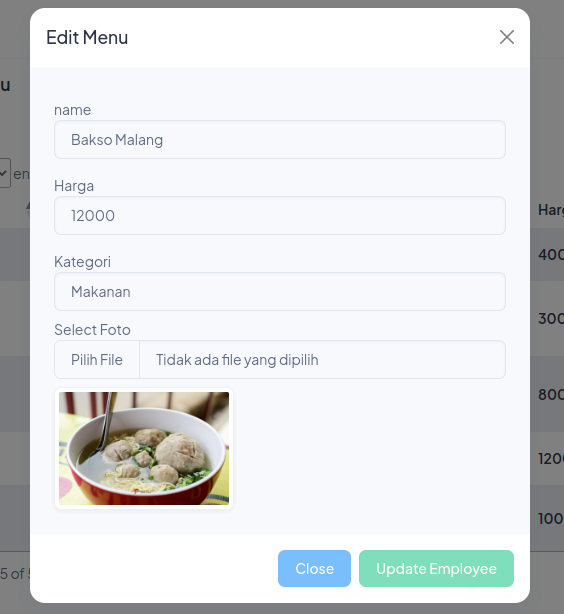 Edit Menu
u
name
Bakso Malang
en
Harga
12000
Harg
400
Kategori
Makanan
300
Select Foto
Pilih File
Tidak ada file yang dipilih
800
1200
100
5 of 5
Close
Update Employee